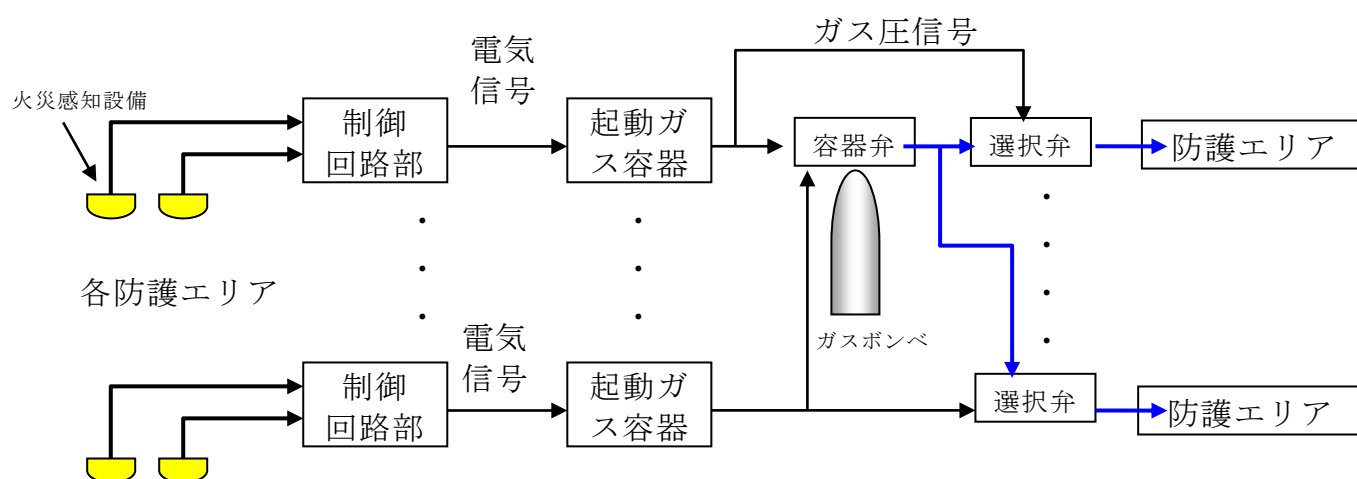 ガス圧信号
電気
信号
火災感知設備
制御
回路部
起動ガ
ス容器
容器弁
選択弁
防護エリア
各防護エリア
ガスボンベ
電気
信号
制御
回路部
起動ガ
ス容器
選択弁
防護エリア